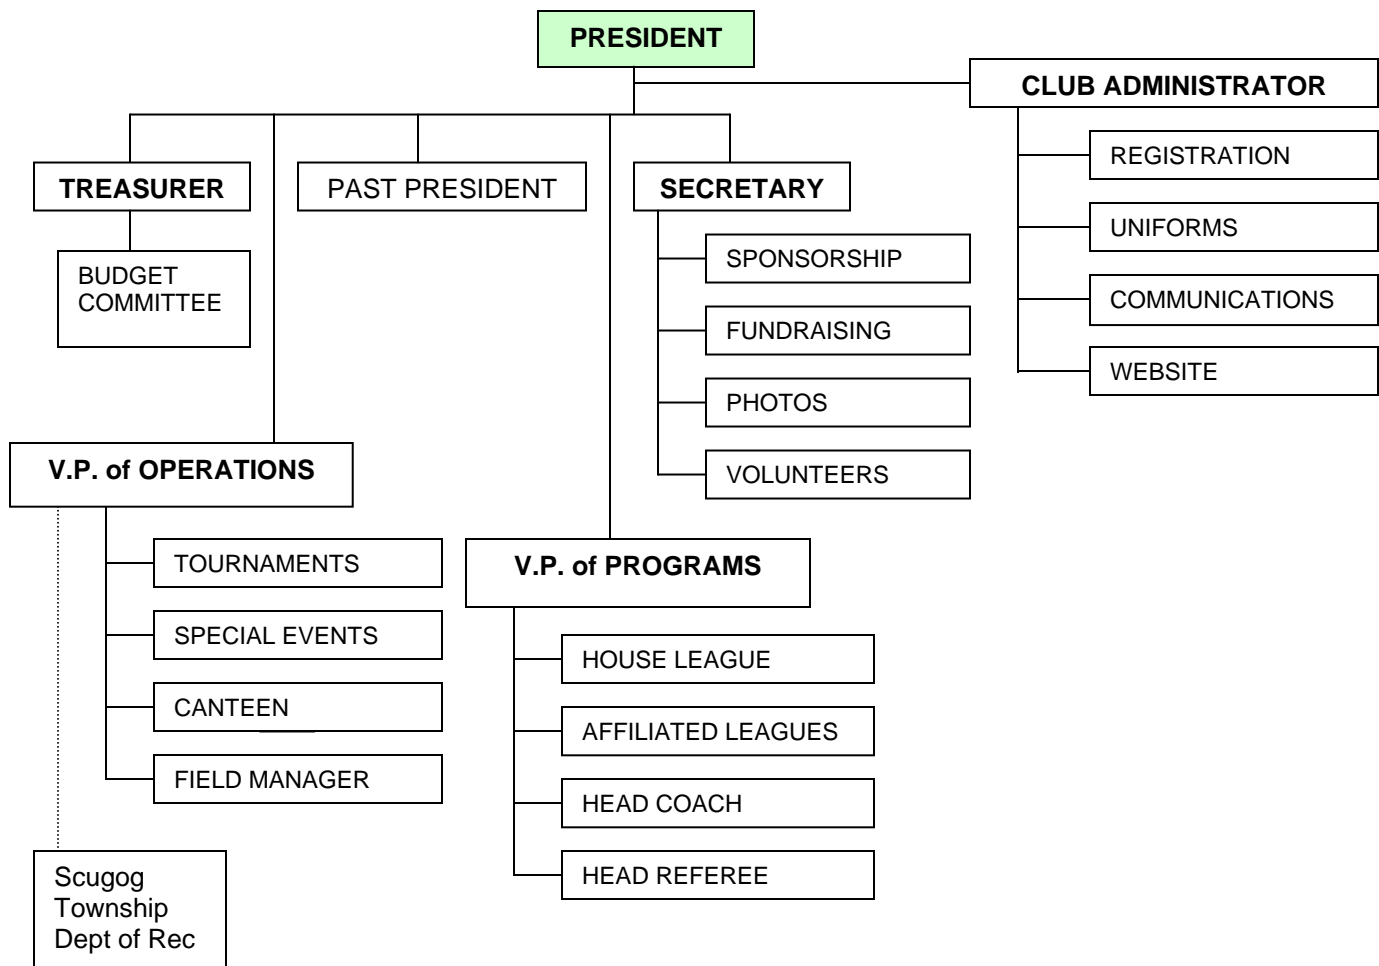 PRESIDENT
CLUB ADMINISTRATOR
REGISTRATION
UNIFORMS
COMMUNICATIONS
WEBSITE
TREASURER
BUDGET
COMMITTEE
PAST PRESIDENT
SECRETARY
SPONSORSHIP
FUNDRAISING
PHOTOS
VOLUNTEERS
V.P. of OPERATIONS
TOURNAMENTS
SPECIAL EVENTS
CANTEEN
FIELD MANAGER
Scugog
Township
Dept of Rec
V.P. of PROGRAMS
HOUSE LEAGUE
AFFILIATED LEAGUES
HEAD COACH
HEAD REFEREE